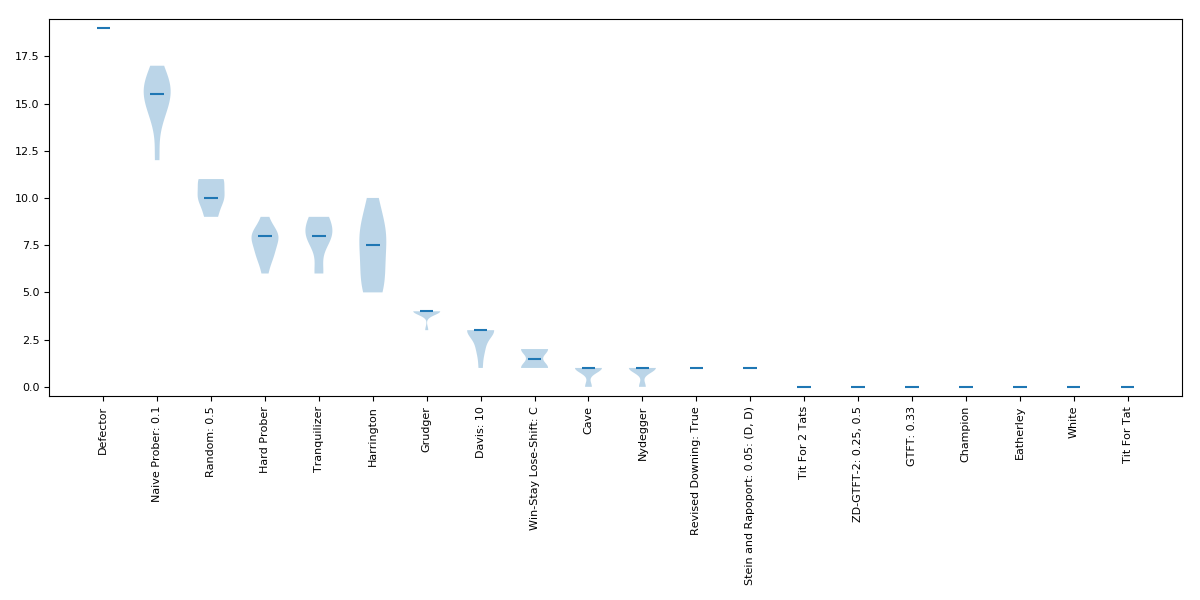 17.5
15.0
12.5
10.0
7.5
5.0
2.5
0.0
Defector
Naive Prober: 0.1
Random: 0.5
Hard Prober
Tranquilizer
Harrington
Grudger
Davis: 10
Win-Stay Lose-Shift: C
Cave
Nydegger
Revised Downing: True
Stein and Rapoport: 0.05: (D, D)
Tit For 2 Tats
ZD-GTFT-2: 0.25, 0.5
GTFT: 0.33
Champion
Eatherley
White
Tit For Tat